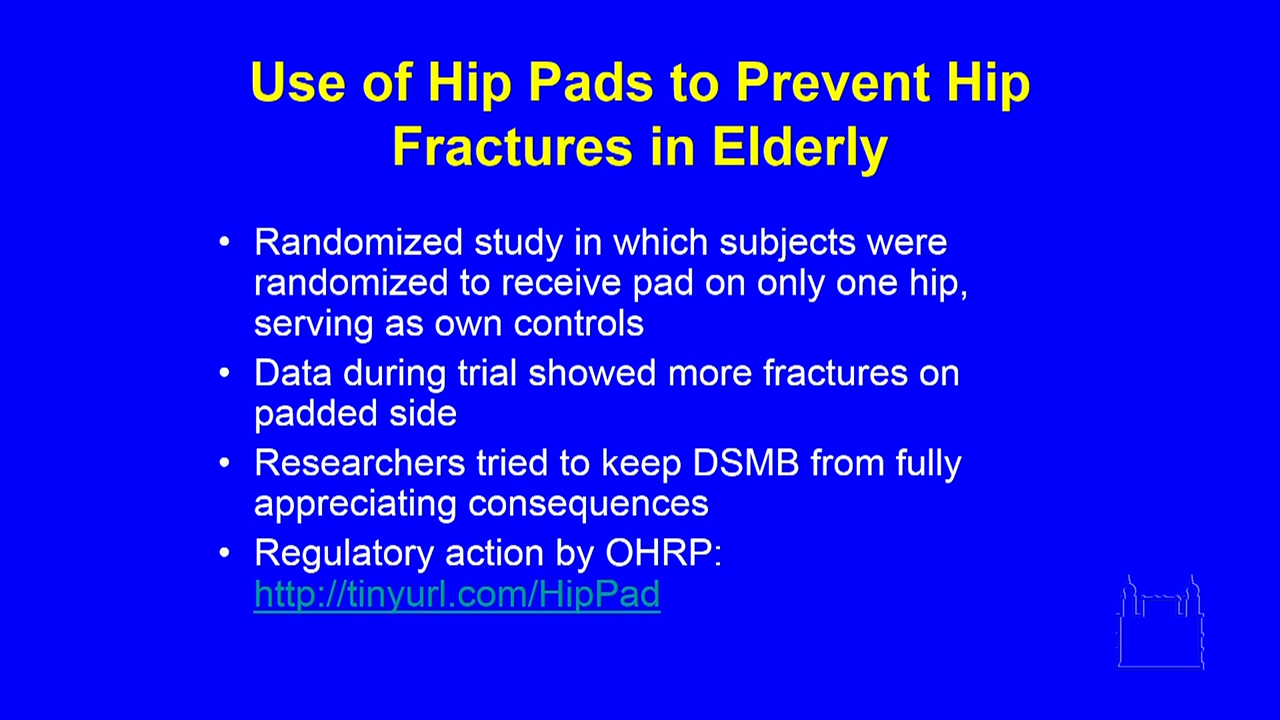 Use of Hip Pads to Prevent Hip
Fractures in Elderly
• Randomized study in which subjects were
randomized to receive pad on only one hip,
serving as own controls
• Data during trial showed more fractures on
padded side
• Researchers tried to keep DSMB from fully
appreciating consequences
• Regulatory action by OHRP:
http://tinyurl.com/HipPad